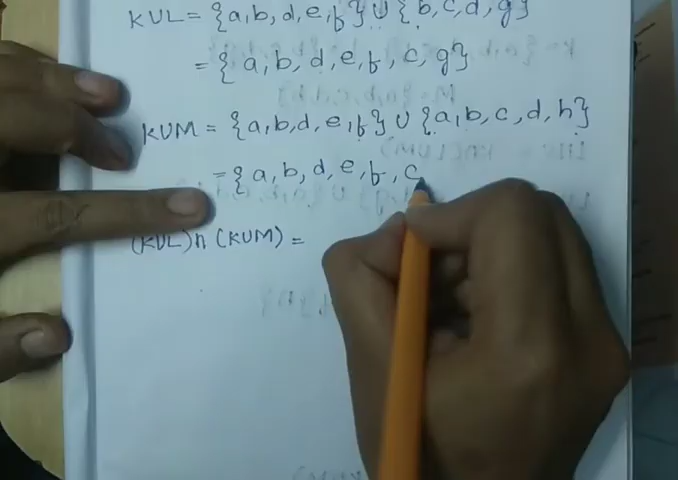 KUL = {a,b,d,e,f} ∪ {b,c,d,g}
= { a,b, d,e,f, c,g}
KUM = {a,b,d,e,f} ∪ {a,b,c,d,h}
= {a,b,d,e,f,c
(KUL)∩(KUM) =